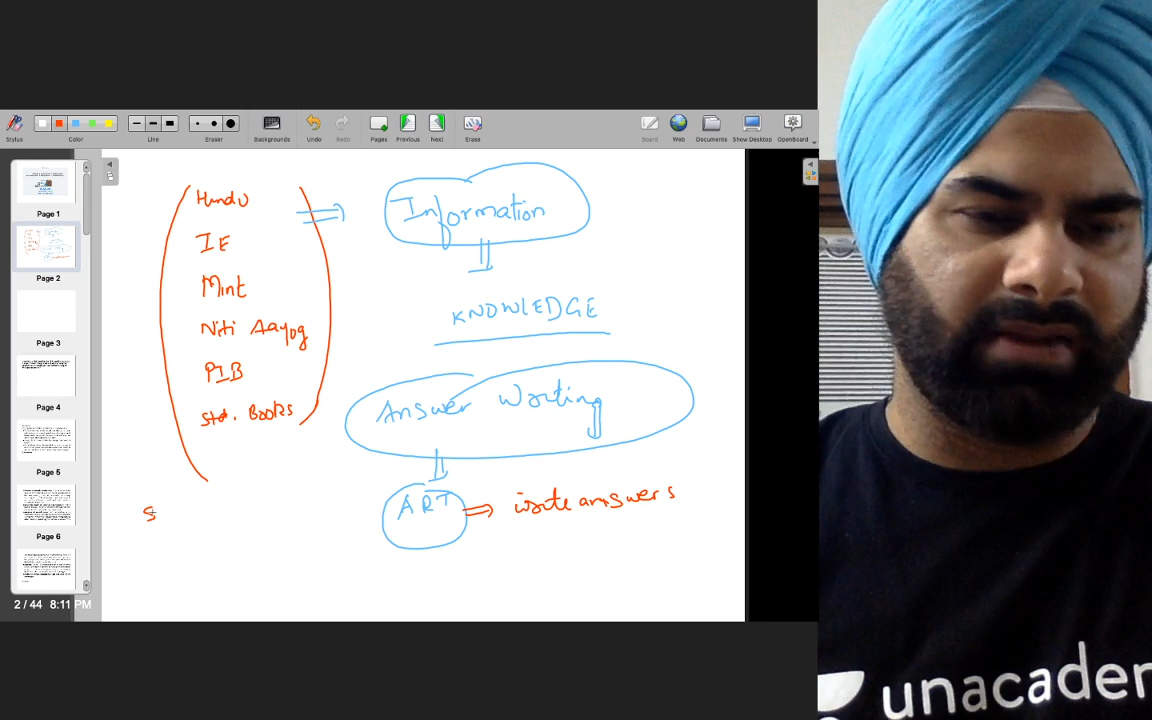 Stylus
Color
Line
Eraser
Backgrounds
Undo
Redo
Pages
Previous
Next
Erase
Board
Web
Documents
Show Desktop
OpenBoard
Page 1
Page 2
Page 3
Page 4
Page 5
Page 6
2 / 44 8:11 PM
Hindu
IE
Mint
Niti Aayog
PIB
Std. Books
S
Information
KNOWLEDGE
Answer Writing
ART ⇒ write answers
unacadem